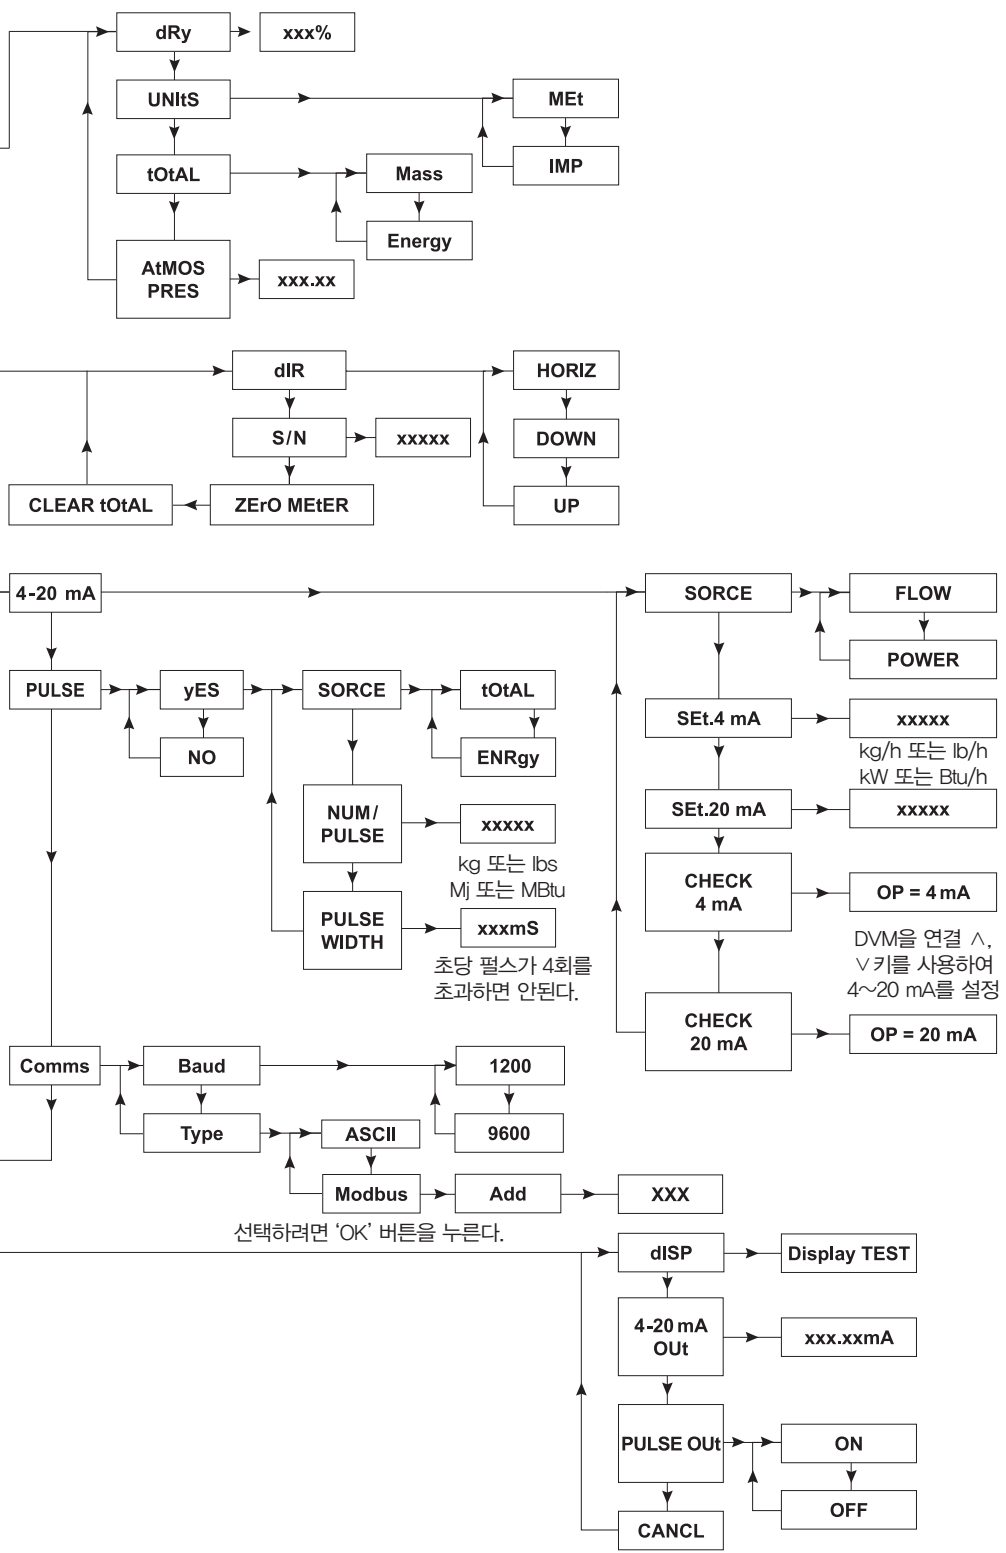 dRy
xxx%
UNItS
MEt
IMP
tOtAL
Mass
Energy
AtMOS
PRES
xxx.xx
dIR
HORIZ
S/N
xxxxx
DOWN
CLEAR tOtAL
ZErO MEtER
UP
4-20 mA
SORCE
FLOW
POWER
PULSE
yES
SORCE
tOtAL
NO
ENRgy
SEt.4 mA
xxxxx
kg/h 또는 lb/h
kW 또는 Btu/h
NUM/
PULSE
xxxxx
kg 또는 lbs
Mj 또는 MBtu
SEt.20 mA
xxxxx
PULSE
WIDTH
xxxmS
초당 펄스가 4회를
초과하면 안된다.
CHECK
4 mA
OP = 4 mA
DVM을 연결 ∧,
∨키를 사용하여
4～20 mA를 설정
CHECK
20 mA
OP = 20 mA
Comms
Baud
1200
Type
ASCII
9600
Modbus
Add
XXX
선택하려면 ‘OK’ 버튼을 누른다.
dISP
Display TEST
4-20 mA
OUt
xxx.xxmA
PULSE OUt
ON
OFF
CANCL